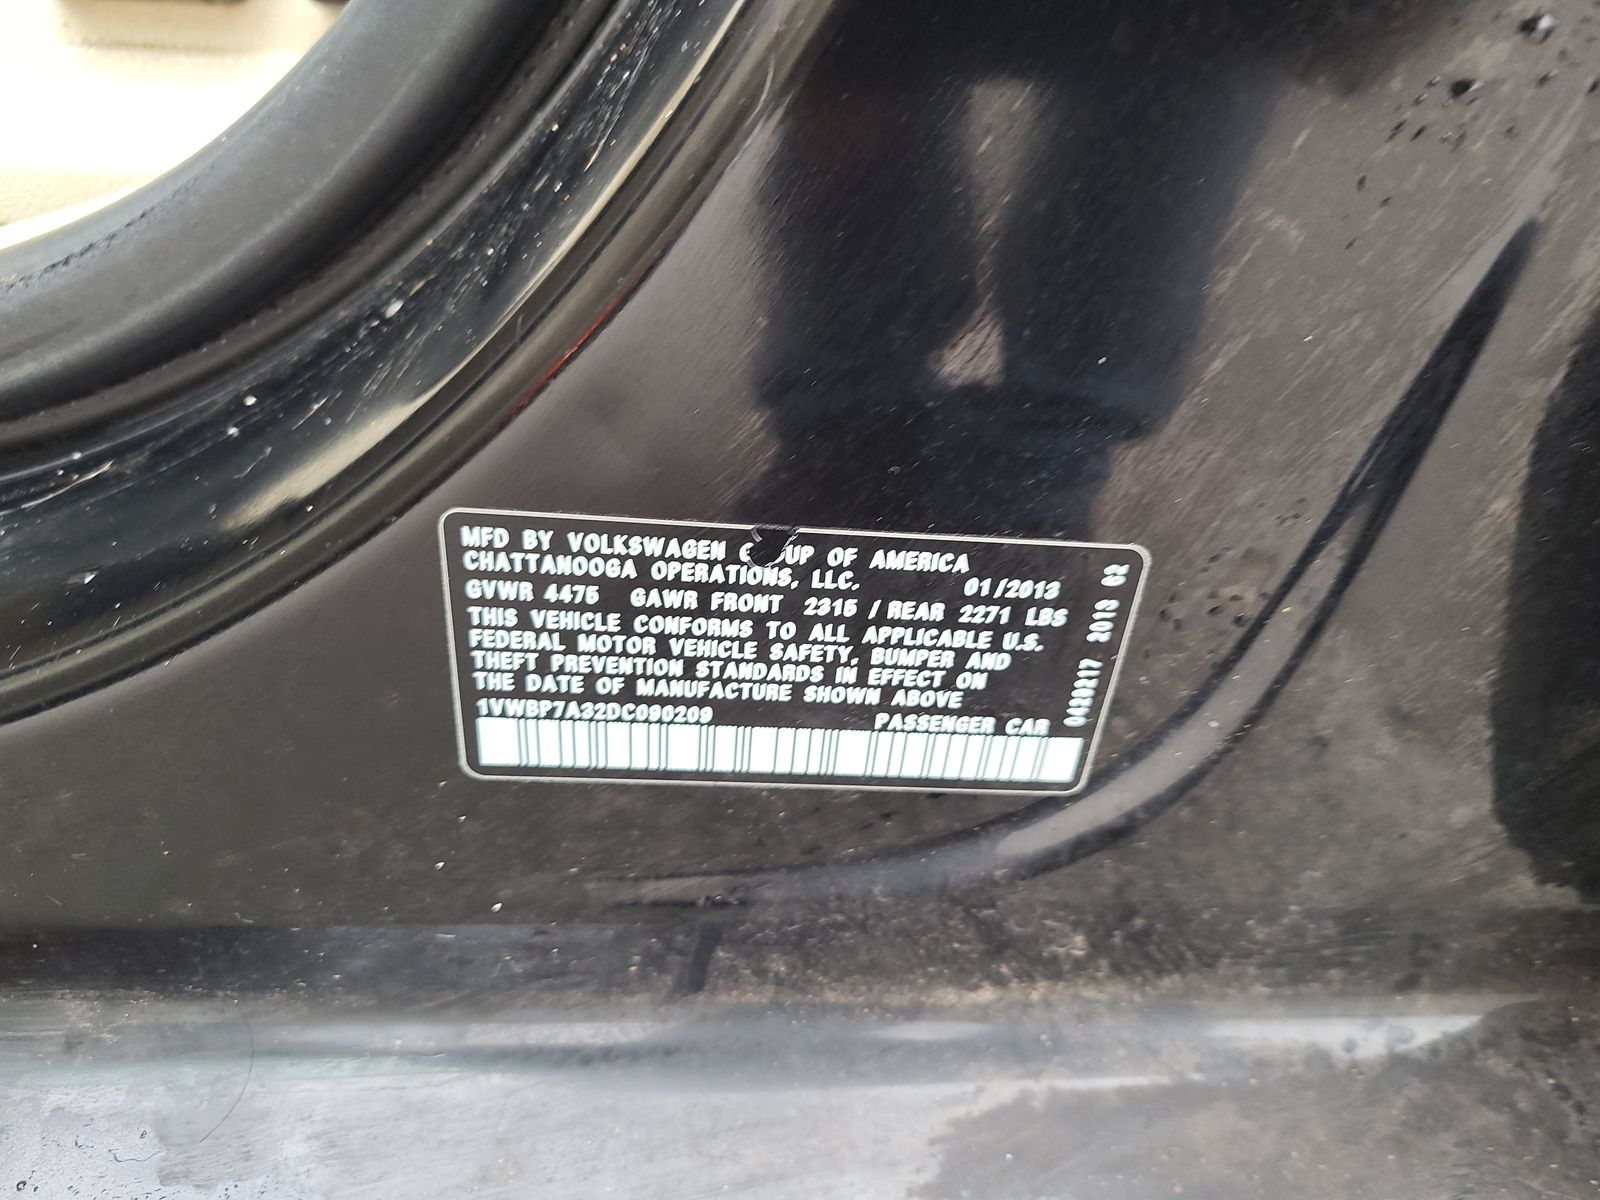 MFD BY VOLKSWAGEN G UP OF AMERICA
CHATTANOOGA OPERATIONS, LLC.
01/2013
GVWR 4475 GAWR FRONT 2315 / REAR 2271 LBS
THIS VEHICLE CONFORMS TO ALL APPLICABLE U.S.
FEDERAL MOTOR VEHICLE SAFETY, BUMPER AND
THEFT PREVENTION STANDARDS IN EFFECT ON
THE DATE OF MANUFACTURE SHOWN ABOVE
1VWBP7A32DC090209 PASSENGER CAR
2013